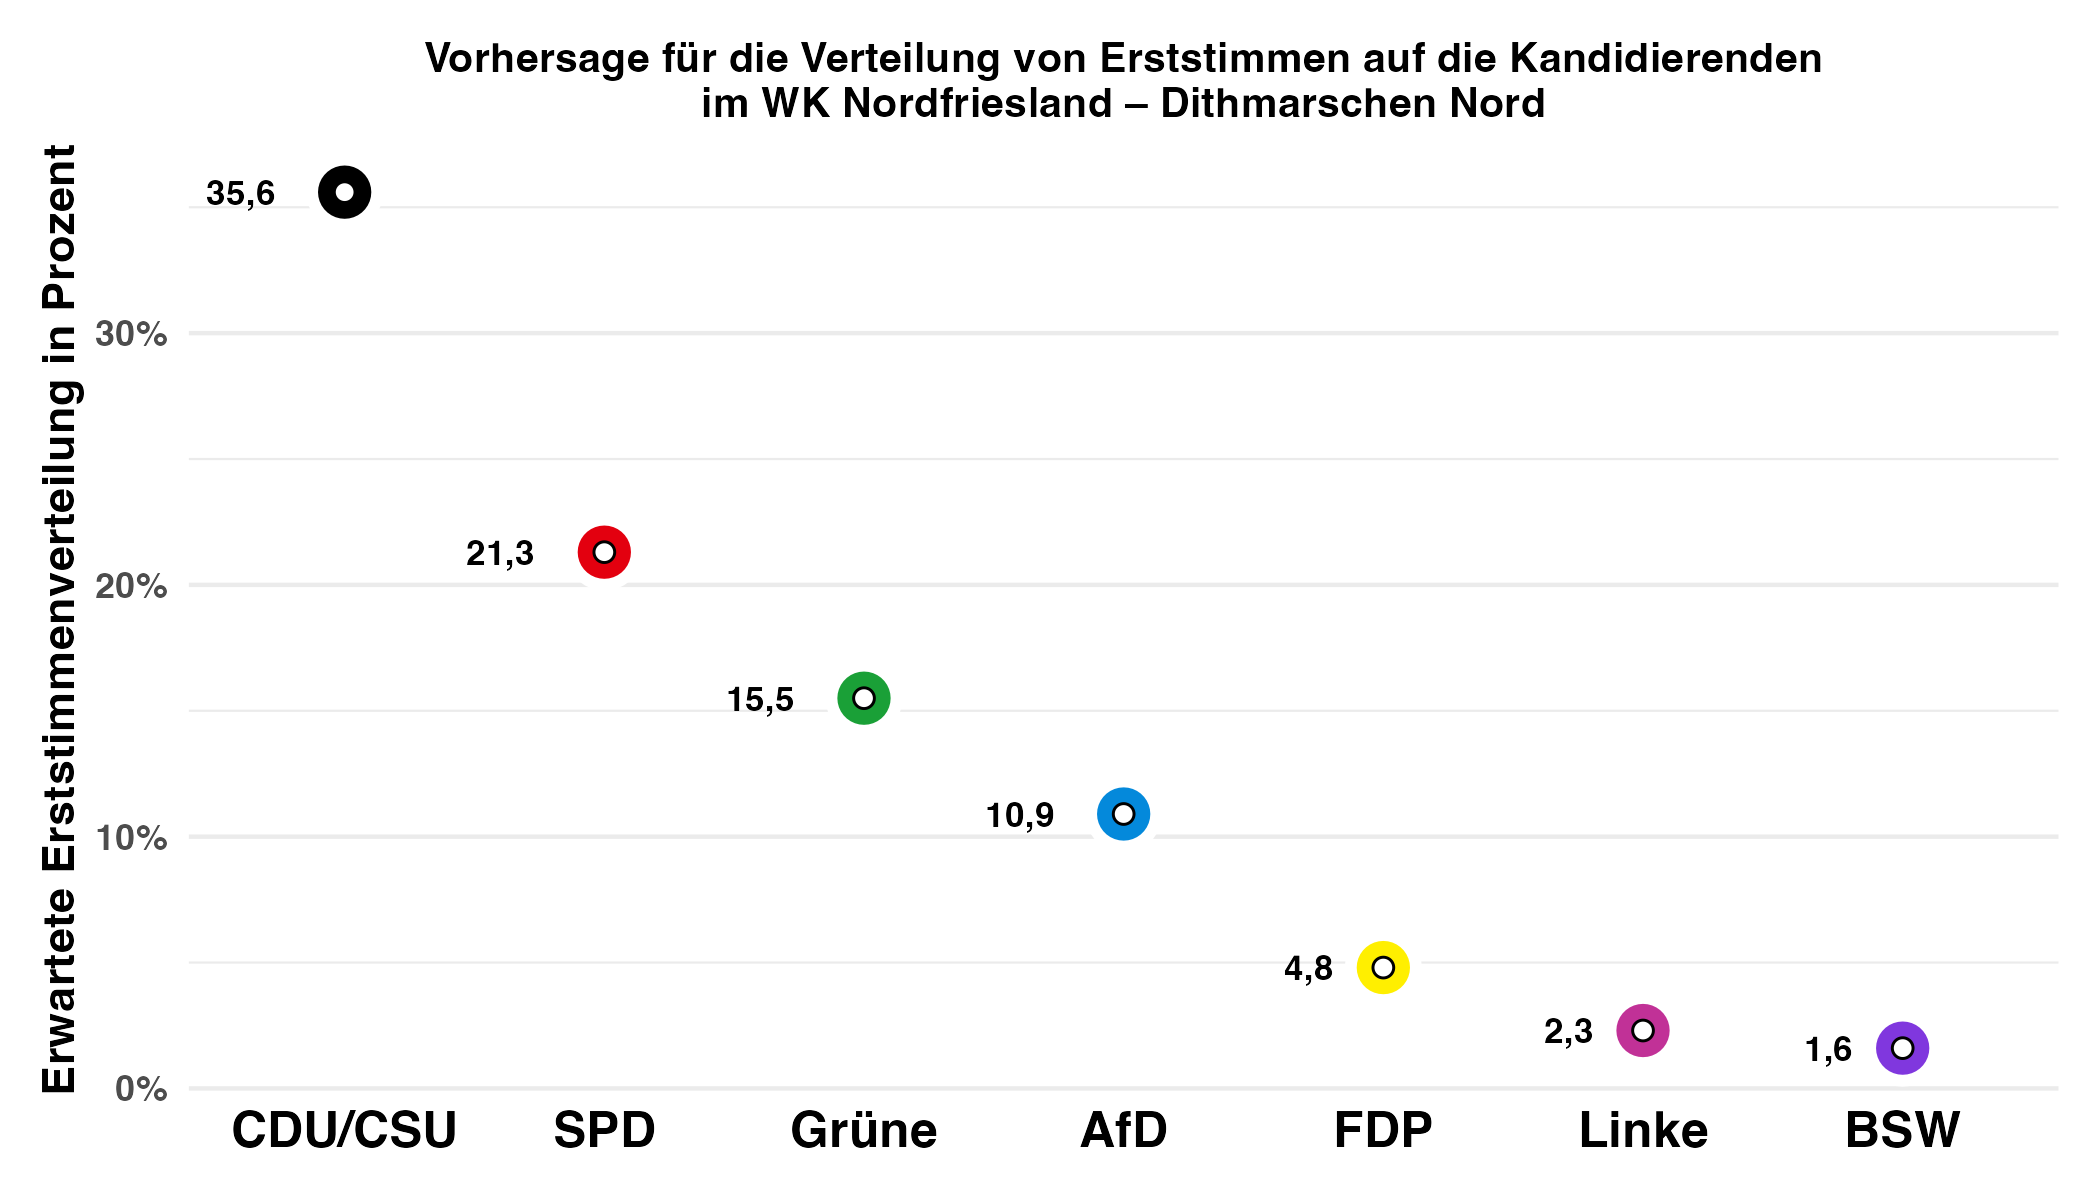 Vorhersage für die Verteilung von Erststimmen auf die Kandidierenden
im WK Nordfriesland – Dithmarschen Nord
Erwartete Erststimmenverteilung in Prozent
35,6
30%
21,3
20%
15,5
10,9
10%
4,8
2,3
1,6
0%
CDU/CSU SPD Grüne AfD FDP Linke BSW